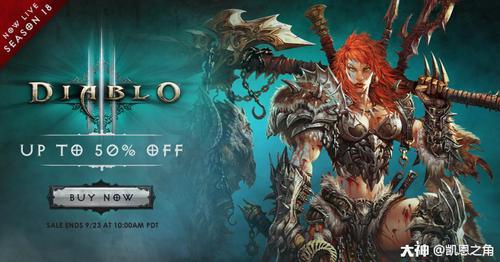 NOW LIVE
SEASON 18
DIABLO
UP TO 50% OFF
BUY NOW
SALE ENDS 9/23 AT 10:00AM PDT
大神 @凯恩之角